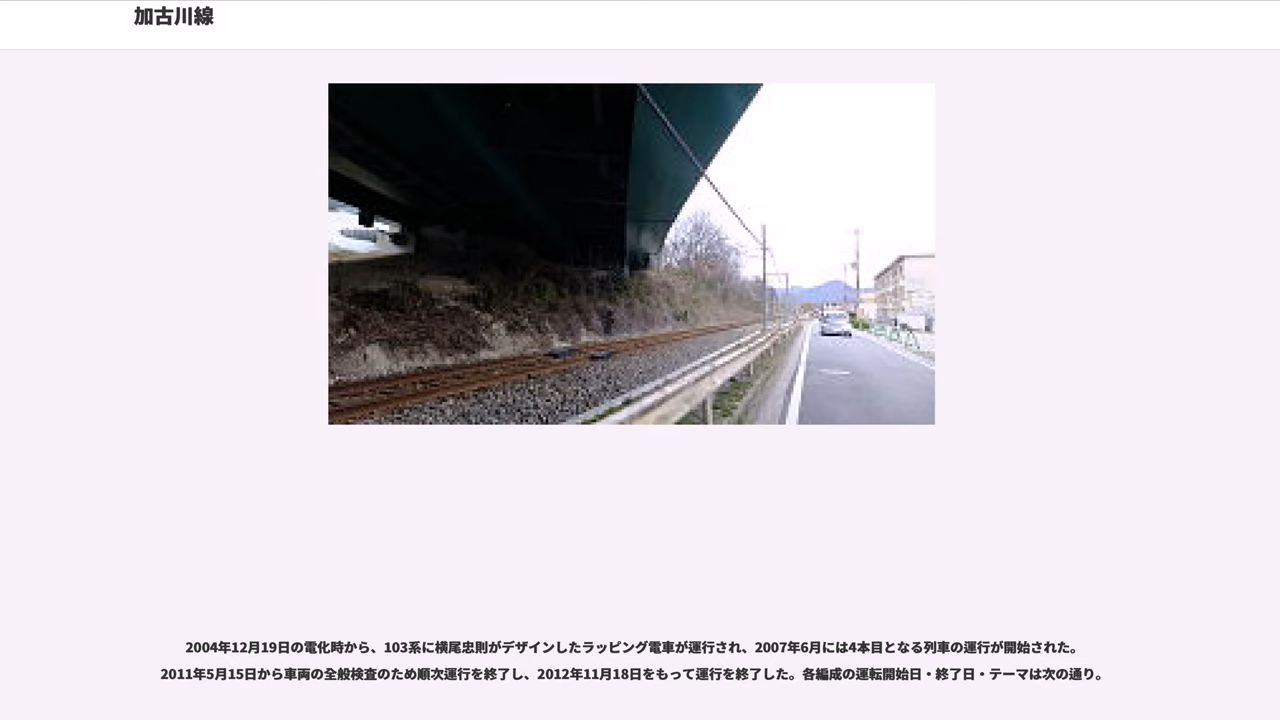 加古川線
2004年12月19日の電化時から、103系に横尾忠則がデザインしたラッピング電車が運行され、2007年6月には4本目となる列車の運行が開始された。
2011年5月15日から車両の全般検査のため順次運行を終了し、2012年11月18日をもって運行を終了した。各編成の運転開始日・終了日・テーマは次の通り。